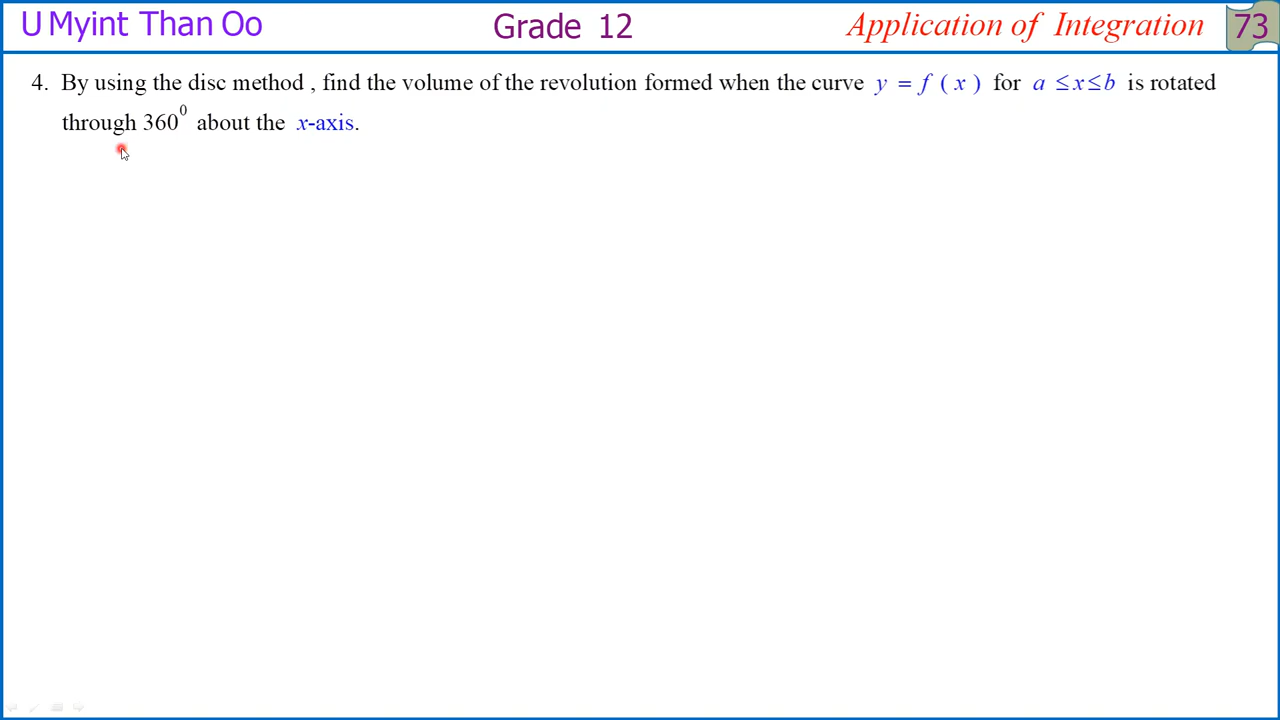 U Myint Than Oo Grade 12 Application of Integration 73
4. By using the disc method , find the volume of the revolution formed when the curve y = f ( x ) for a ≤x≤b is rotated
through 360⁰ about the x-axis.